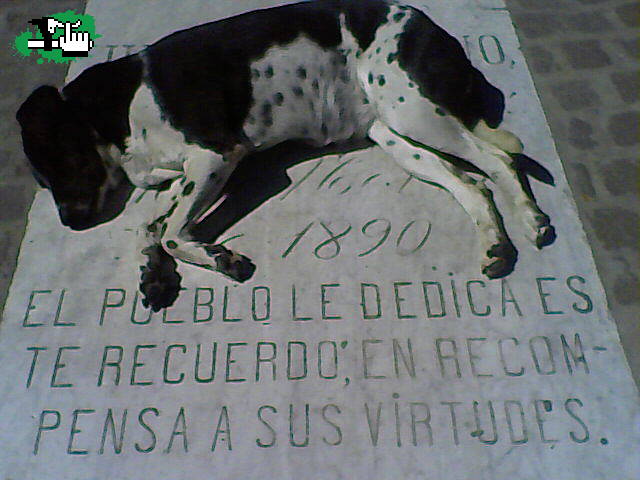 1890
EL PUEBLO LE DEDICA ES
TE RECUERDO; EN RECOM-
PENSA A SUS VIRTUDES.